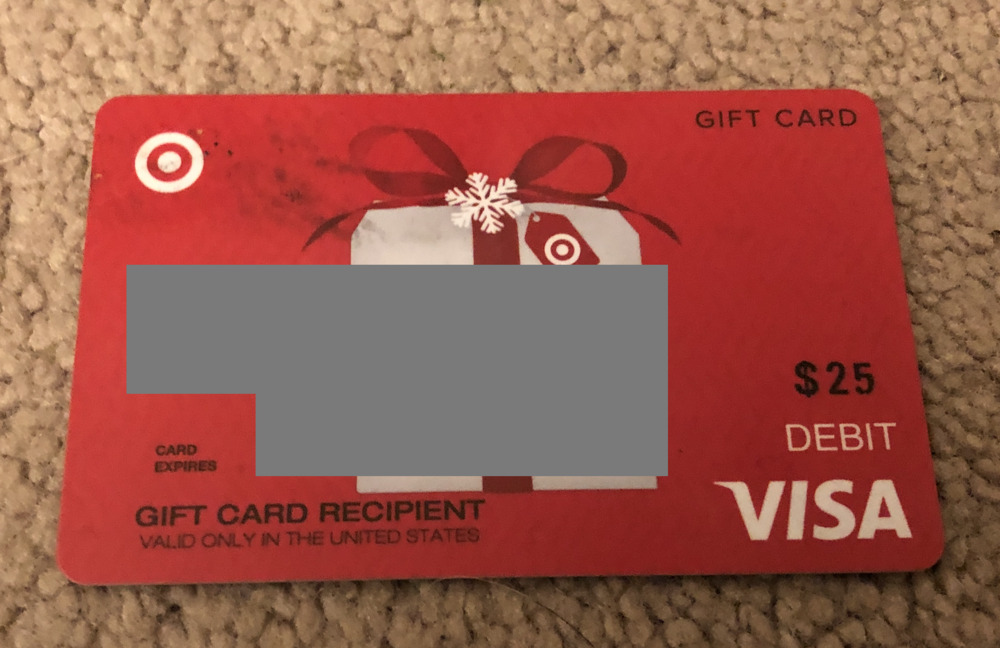 GIFT CARD
$25
DEBIT
CARD
EXPIRES
VISA
GIFT CARD RECIPIENT
VALID ONLY IN THE UNITED STATES